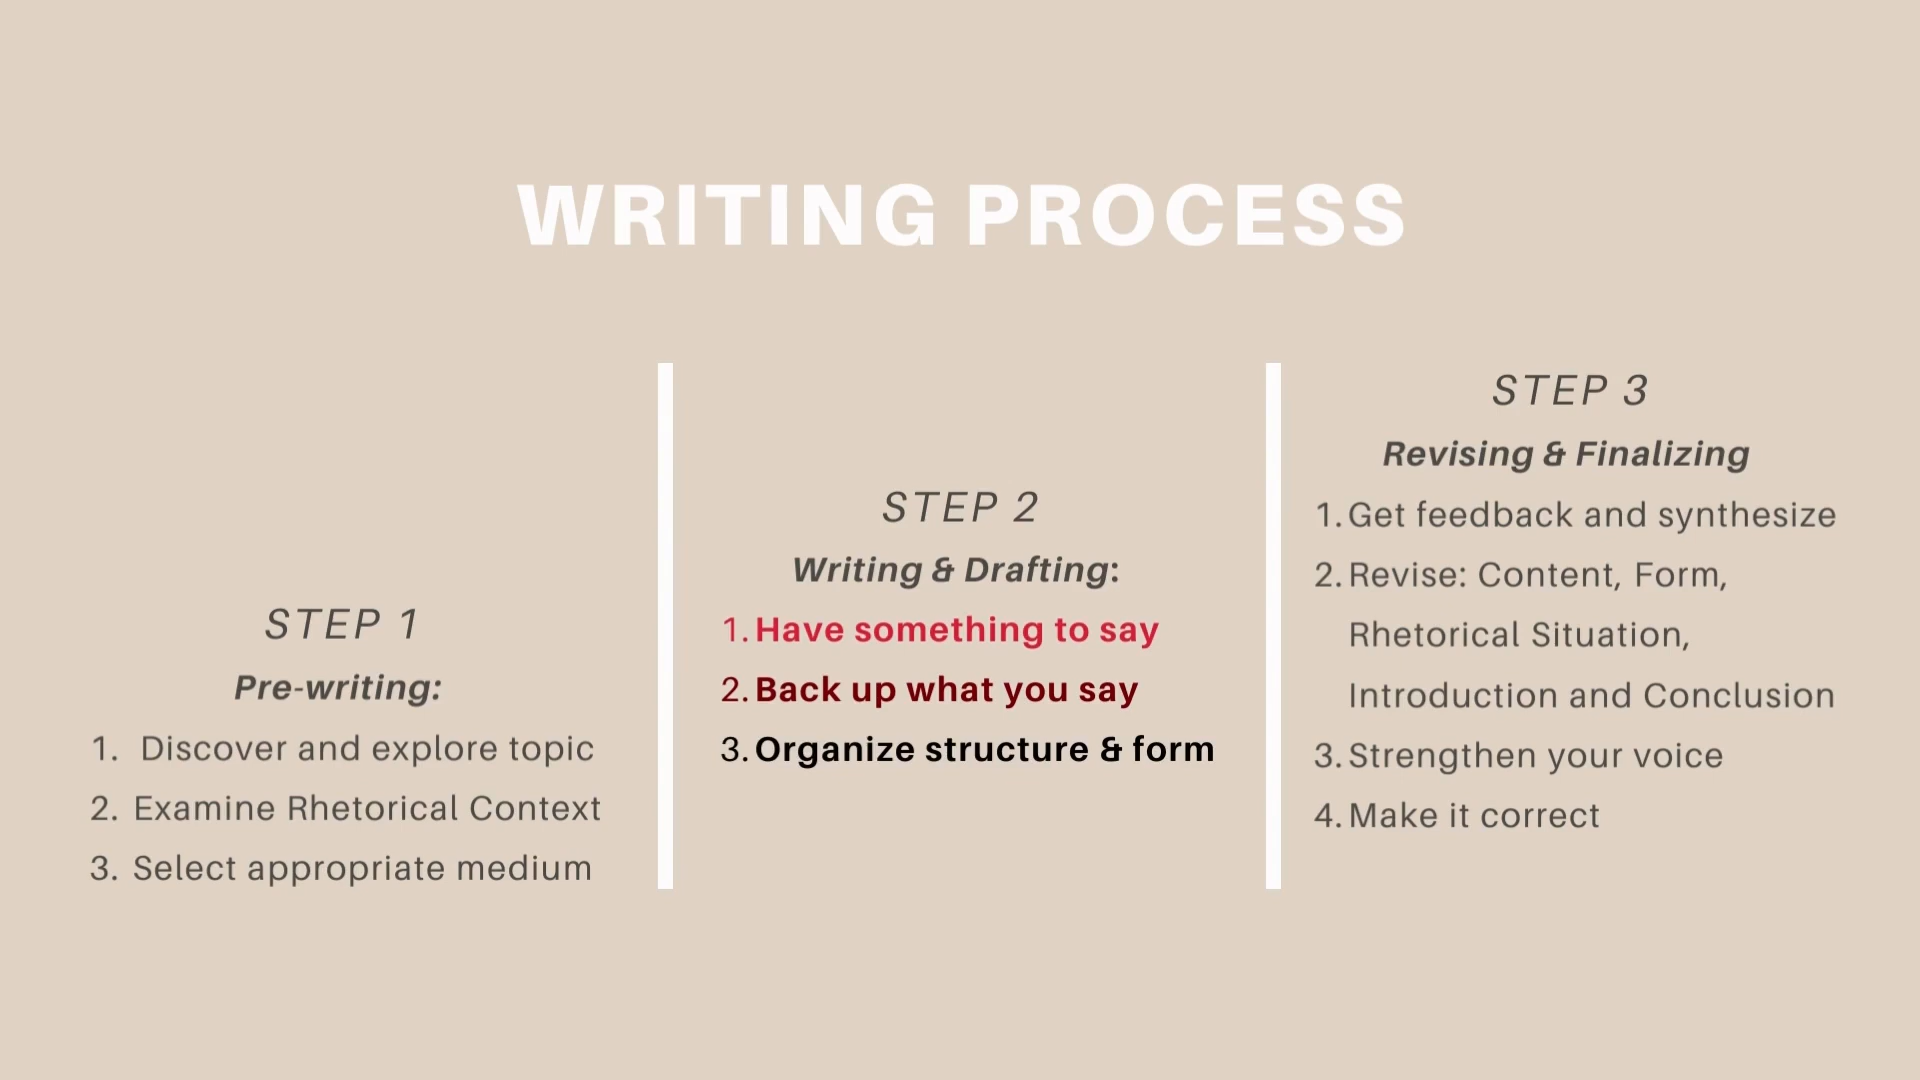 WRITING PROCESS
STEP 1
Pre-writing:
1. Discover and explore topic
2. Examine Rhetorical Context
3. Select appropriate medium
STEP 2
Writing & Drafting:
1. Have something to say
2. Back up what you say
3. Organize structure & form
STEP 3
Revising & Finalizing
1. Get feedback and synthesize
2. Revise: Content, Form,
Rhetorical Situation,
Introduction and Conclusion
3. Strengthen your voice
4. Make it correct